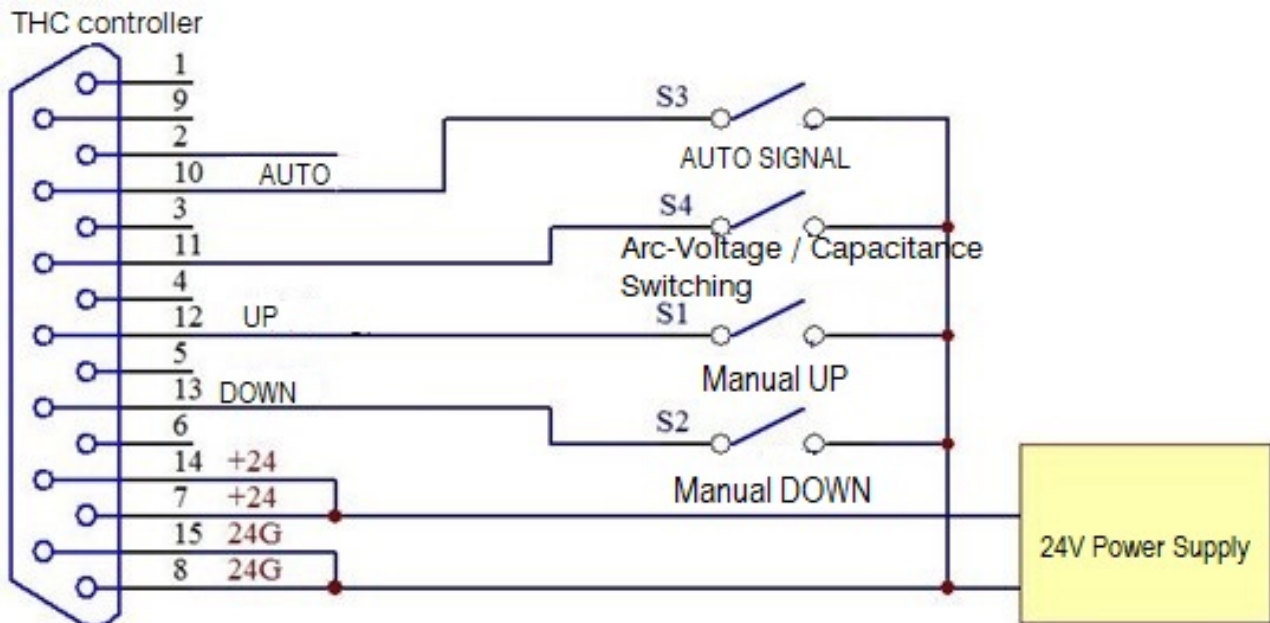 THC controller
1
9
2
10 AUTO
3
11
4
12 UP
5
13 DOWN
6
14 +24
7 +24
15 24G
8 24G
S3
AUTO SIGNAL
S4
Arc-Voltage / Capacitance
Switching
S1
Manual UP
S2
Manual DOWN
24V Power Supply